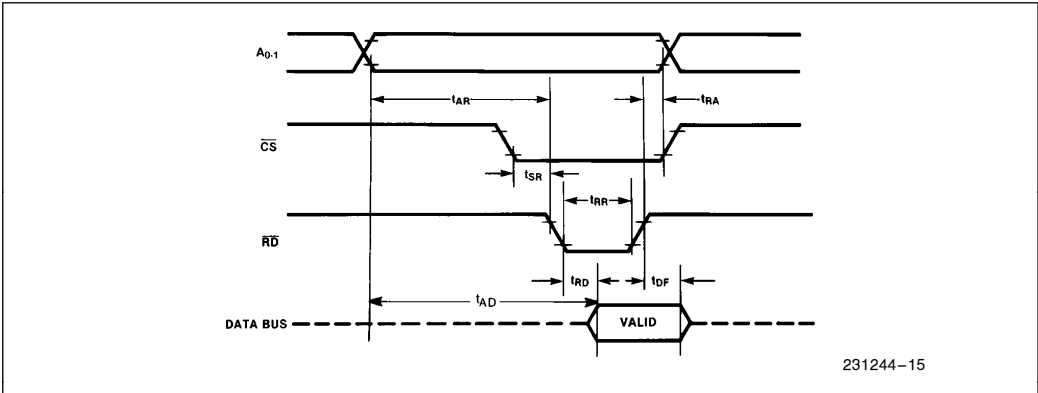 A0-1
tAR
tRA
CS
tSR
tRR
RD
tRD
tDF
tAD
DATA BUS
VALID
231244–15